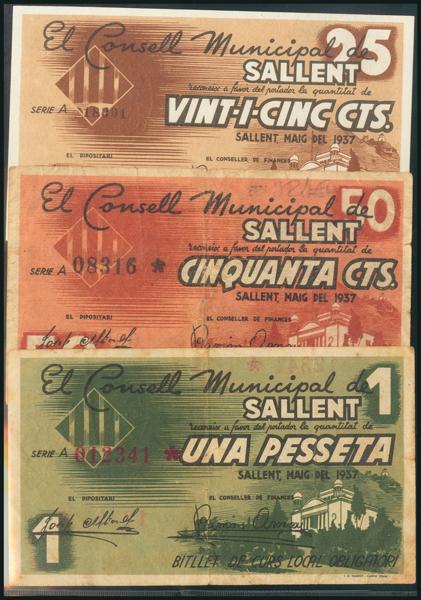 El Consell Municipal de 25
SALLENT
reconeix a favor del portador la quantitat de
SERIE A 18391
VINT-I-CINC CTS.
SALLENT, MAIG DEL 1937
EL DIPOSITARI EL CONSELLER DE FINANCES
El Consell Municipal de 50
SALLENT
reconeix a favor del portador la quantitat de
SERIE A 08316 *
CINQUANTA CTS.
SALLENT, MAIG DEL 1937
EL DIPOSITARI EL CONSELLER DE FINANCES
El Consell Municipal de 1
SALLENT
reconeix a favor del portador la quantitat de
SERIE A 012341 *
UNA PESSETA
SALLENT, MAIG DEL 1937
EL DIPOSITARI EL CONSELLER DE FINANCES
1
BITLLET DE CURS LOCAL OBLIGATORI